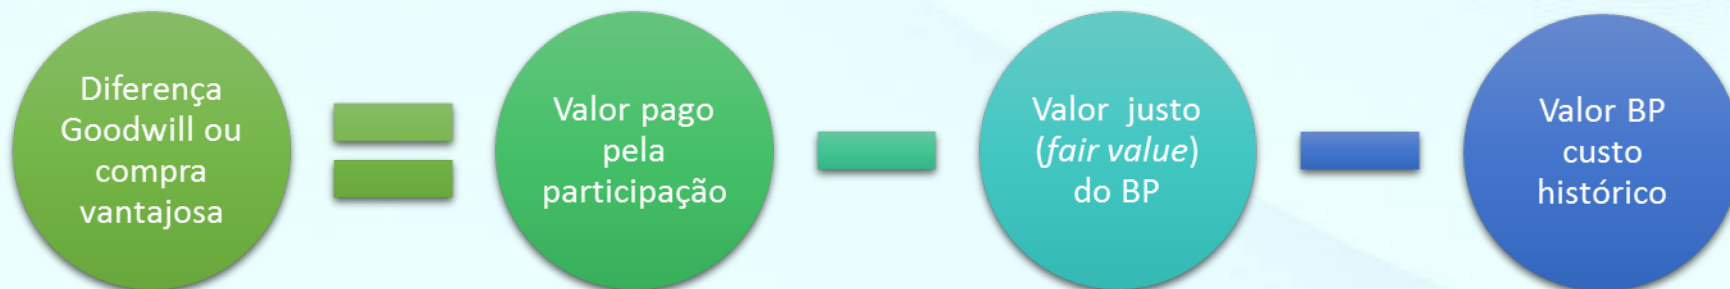 Diferença
Goodwill ou
compra
vantajosa
Valor pago
pela
participação
Valor justo
(fair value)
do BP
Valor BP
custo
histórico